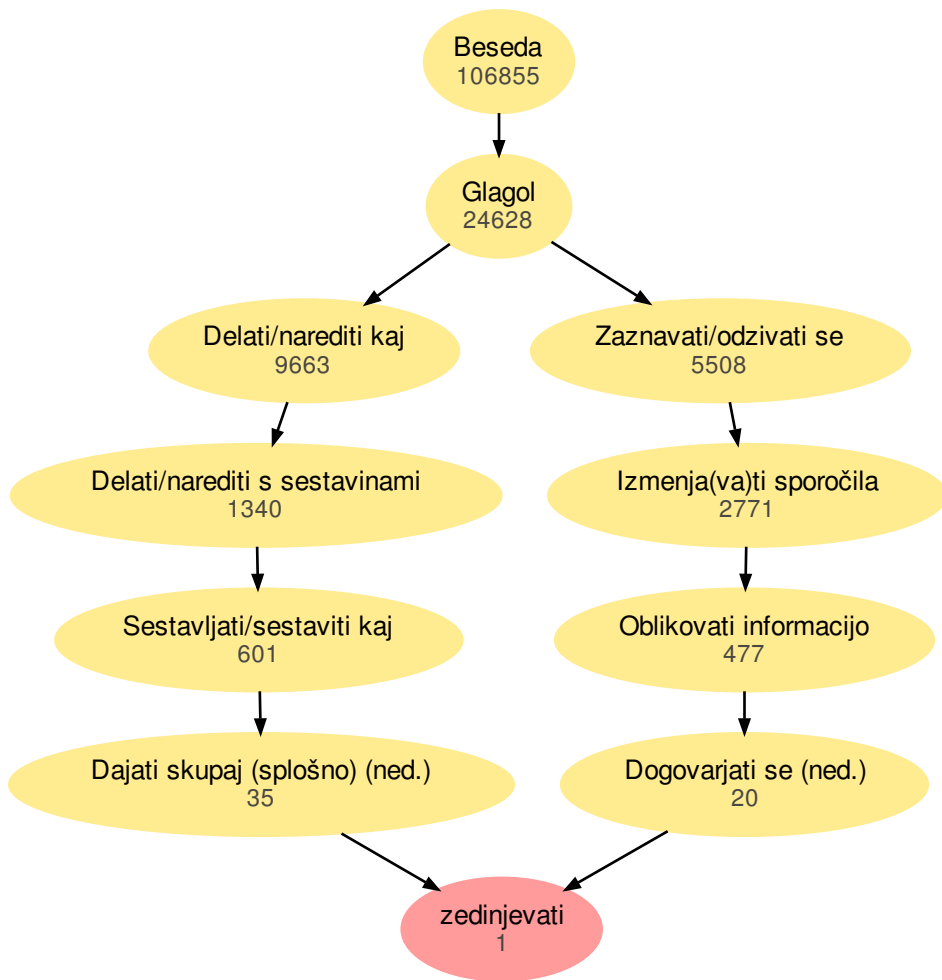 Beseda
106855
Glagol
24628
Delati/narediti kaj
9663
Zaznavati/odzivati se
5508
Delati/narediti s sestavinami
1340
Izmenja(va)ti sporočila
2771
Sestavljati/sestaviti kaj
601
Oblikovati informacijo
477
Dajati skupaj (splošno) (ned.)
35
Dogovarjati se (ned.)
20
zedinjevati
1